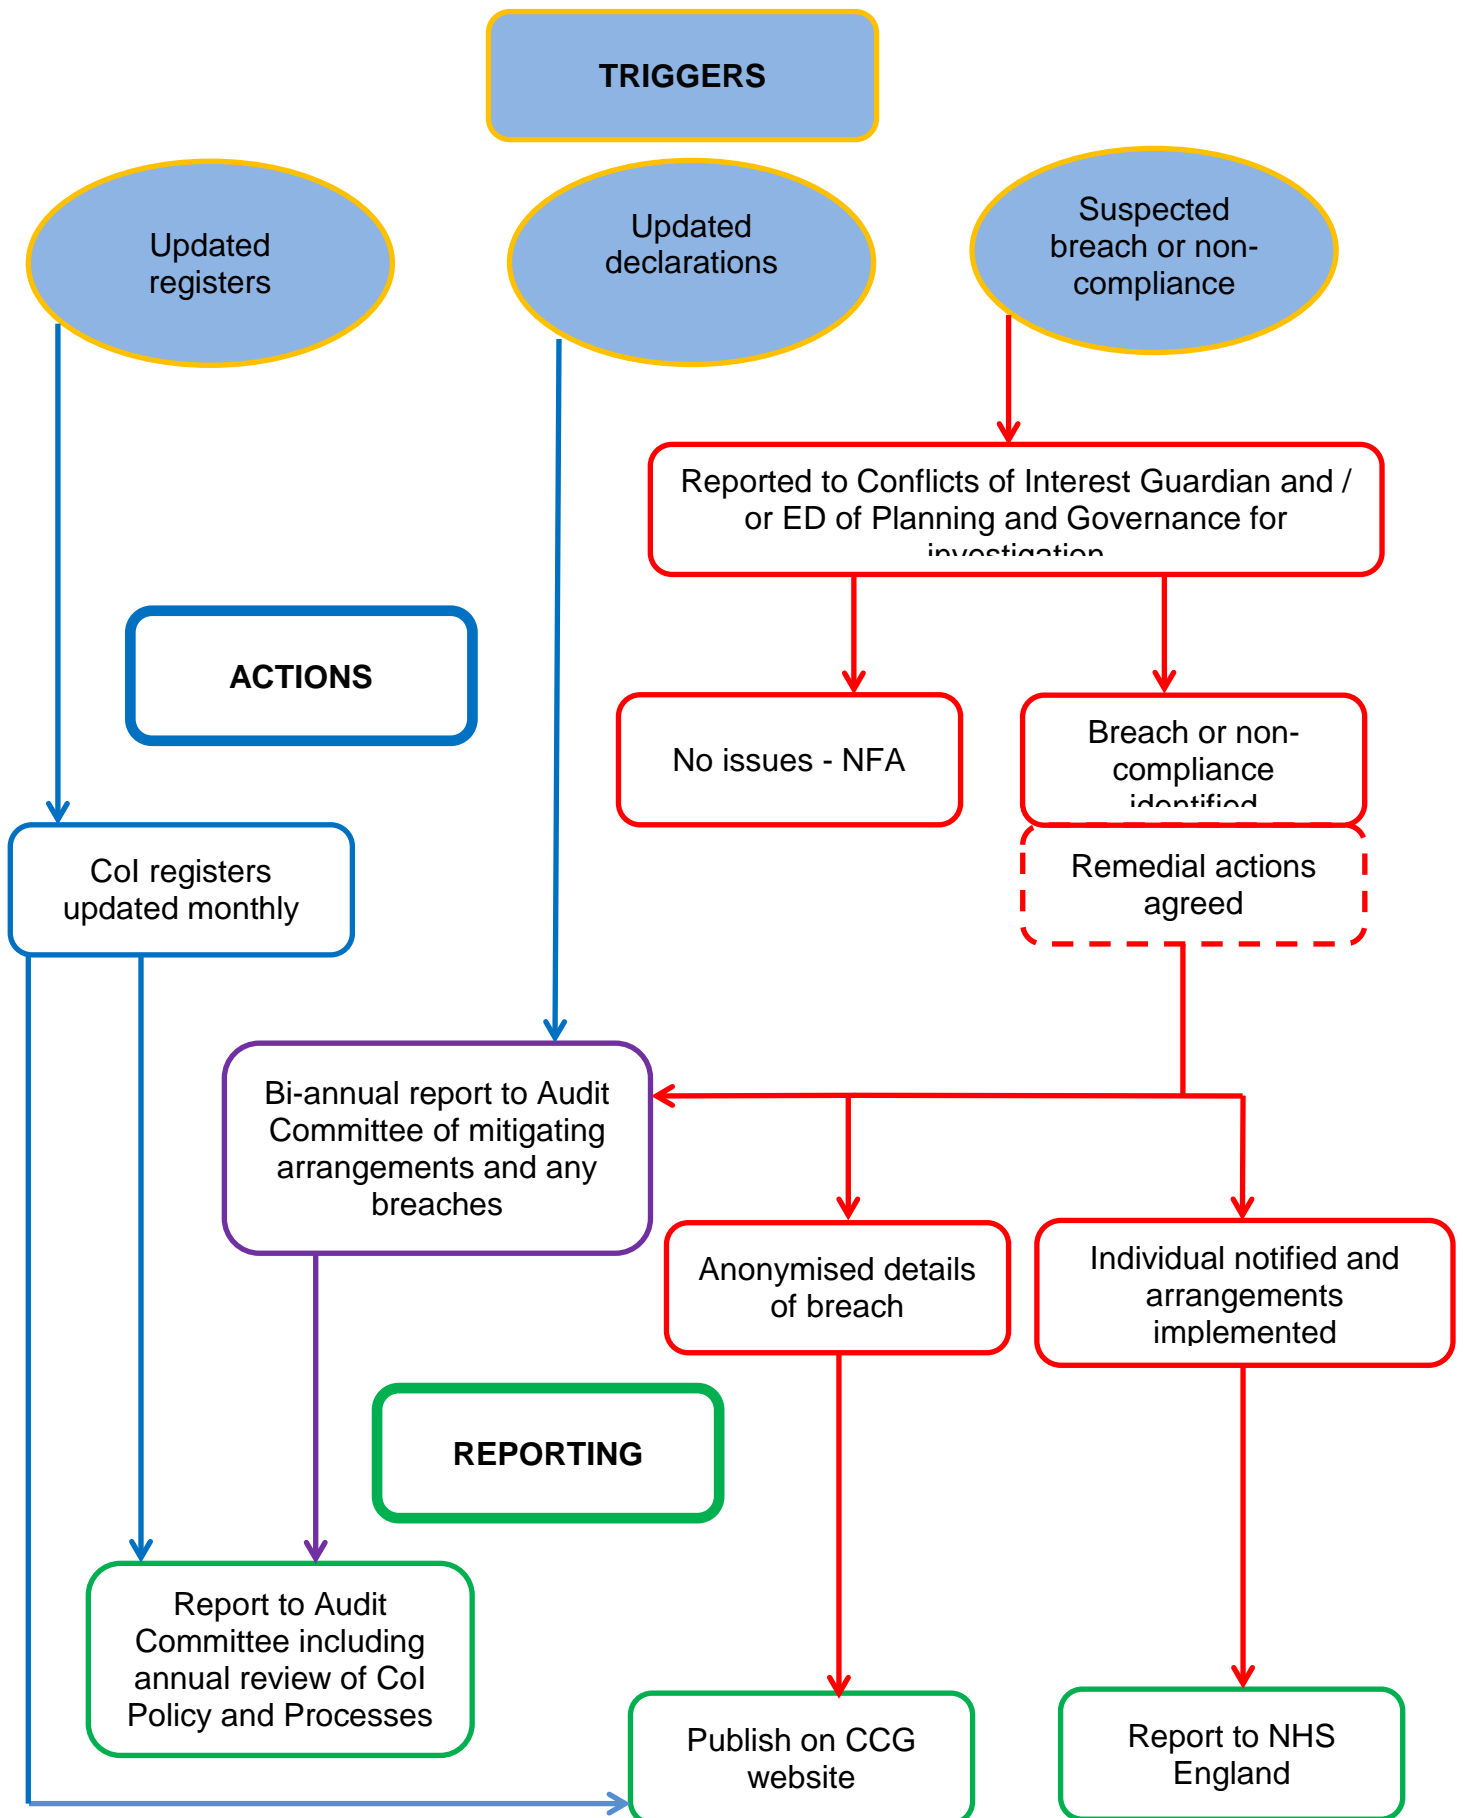 TRIGGERS
Updated
registers
Updated
declarations
Suspected
breach or non-
compliance
Reported to Conflicts of Interest Guardian and /
or ED of Planning and Governance for
investigation
ACTIONS
No issues - NFA
Breach or non-
compliance
identified
CoI registers
updated monthly
Remedial actions
agreed
Bi-annual report to Audit
Committee of mitigating
arrangements and any
breaches
Anonymised details
of breach
Individual notified and
arrangements
implemented
REPORTING
Report to Audit
Committee including
annual review of CoI
Policy and Processes
Publish on CCG
website
Report to NHS
England